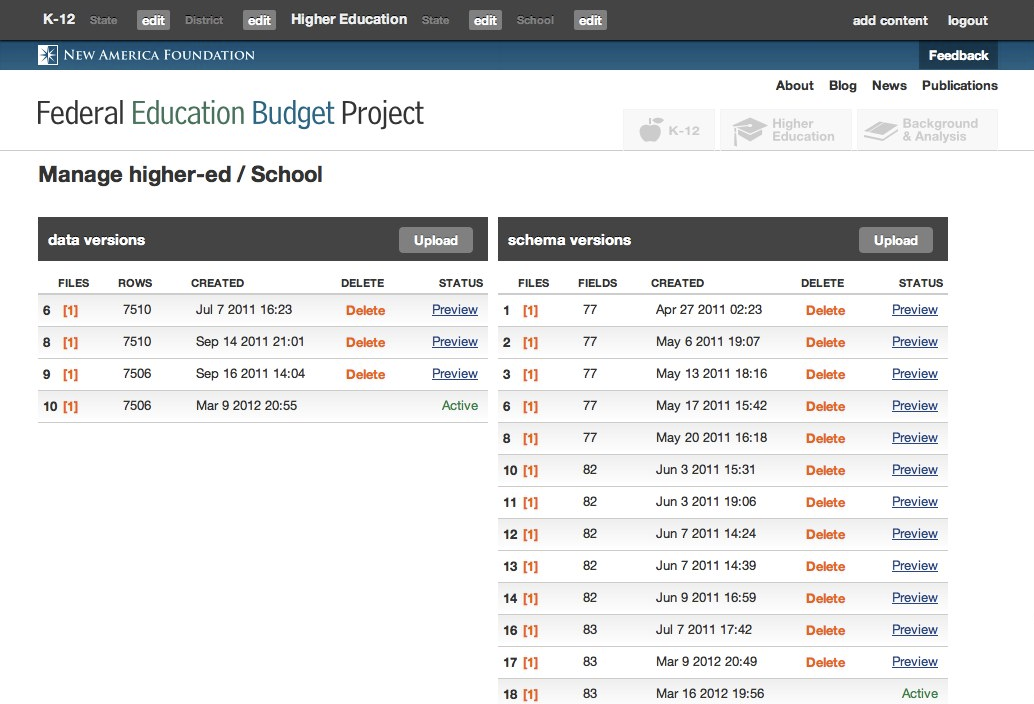 K-12 State edit District edit Higher Education State edit School edit add content logout
NEW AMERICA FOUNDATION Feedback
About Blog News Publications
Federal Education Budget Project
K-12 Higher Education Background & Analysis
Manage higher-ed / School
data versions Upload
FILES ROWS CREATED DELETE STATUS
6 [1] 7510 Jul 7 2011 16:23 Delete Preview
8 [1] 7510 Sep 14 2011 21:01 Delete Preview
9 [1] 7506 Sep 16 2011 14:04 Delete Preview
10 [1] 7506 Mar 9 2012 20:55 Active
schema versions Upload
FILES FIELDS CREATED DELETE STATUS
1 [1] 77 Apr 27 2011 02:23 Delete Preview
2 [1] 77 May 6 2011 19:07 Delete Preview
3 [1] 77 May 13 2011 18:16 Delete Preview
6 [1] 77 May 17 2011 15:42 Delete Preview
8 [1] 77 May 20 2011 16:18 Delete Preview
10 [1] 82 Jun 3 2011 15:31 Delete Preview
11 [1] 82 Jun 3 2011 19:06 Delete Preview
12 [1] 82 Jun 7 2011 14:24 Delete Preview
13 [1] 82 Jun 7 2011 14:39 Delete Preview
14 [1] 82 Jun 9 2011 16:59 Delete Preview
16 [1] 83 Jul 7 2011 17:42 Delete Preview
17 [1] 83 Mar 9 2012 20:49 Delete Preview
18 [1] 83 Mar 16 2012 19:56 Active